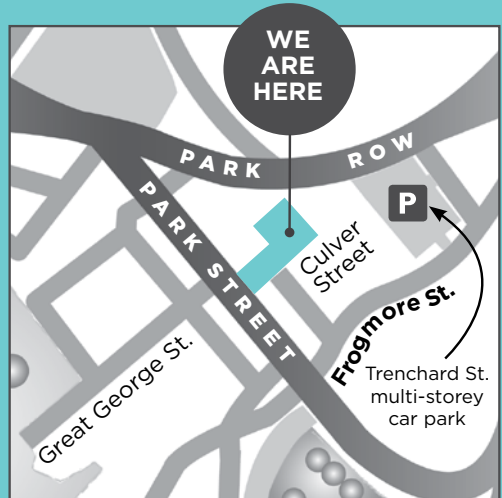 WE
ARE
HERE
PARK ROW
P
PARK STREET
Culver
Street
Frogmore St.
Great George St.
Trenchard St.
multi-storey
car park